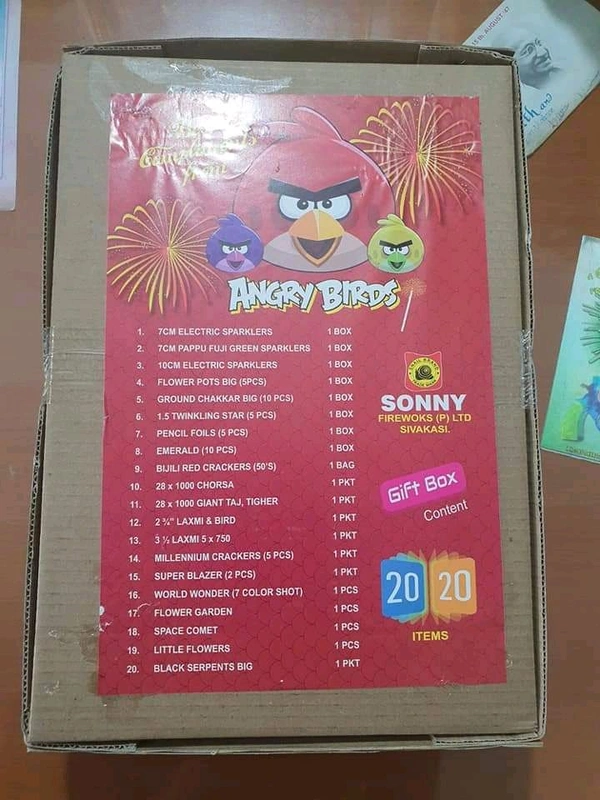 13 th. AUGUST. 47
Compliments
from
ANGRY BIRDS
1. 7CM ELECTRIC SPARKLERS 1 BOX
2. 7CM PAPPU FUJI GREEN SPARKLERS 1 BOX
3. 10CM ELECTRIC SPARKLERS 1 BOX
4. FLOWER POTS BIG (5PCS) 1 BOX
5. GROUND CHAKKAR BIG (10 PCS) 1 BOX
6. 1.5 TWINKLING STAR (5 PCS) 1 BOX
7. PENCIL FOILS (5 PCS) 1 BOX
8. EMERALD (10 PCS) 1 BOX
9. BIJILI RED CRACKERS (50'S) 1 BAG
10. 28 x 1000 CHORSA 1 PKT
11. 28 x 1000 GIANT TAJ, TIGHER 1 PKT
12. 2 ¾" LAXMI & BIRD 1 PKT
13. 3 ½ LAXMI 5 x 750 1 PKT
14. MILLENNIUM CRACKERS (5 PCS) 1 PKT
15. SUPER BLAZER (2 PCS) 1 PKT
16. WORLD WONDER (7 COLOR SHOT) 1 PCS
17. FLOWER GARDEN 1 PCS
18. SPACE COMET 1 PCS
19. LITTLE FLOWERS 1 PCS
20. BLACK SERPENTS BIG 1 PKT
SONNY
FIREWOKS (P) LTD
SIVAKASI.
Gift Box
Content
20 20
ITEMS